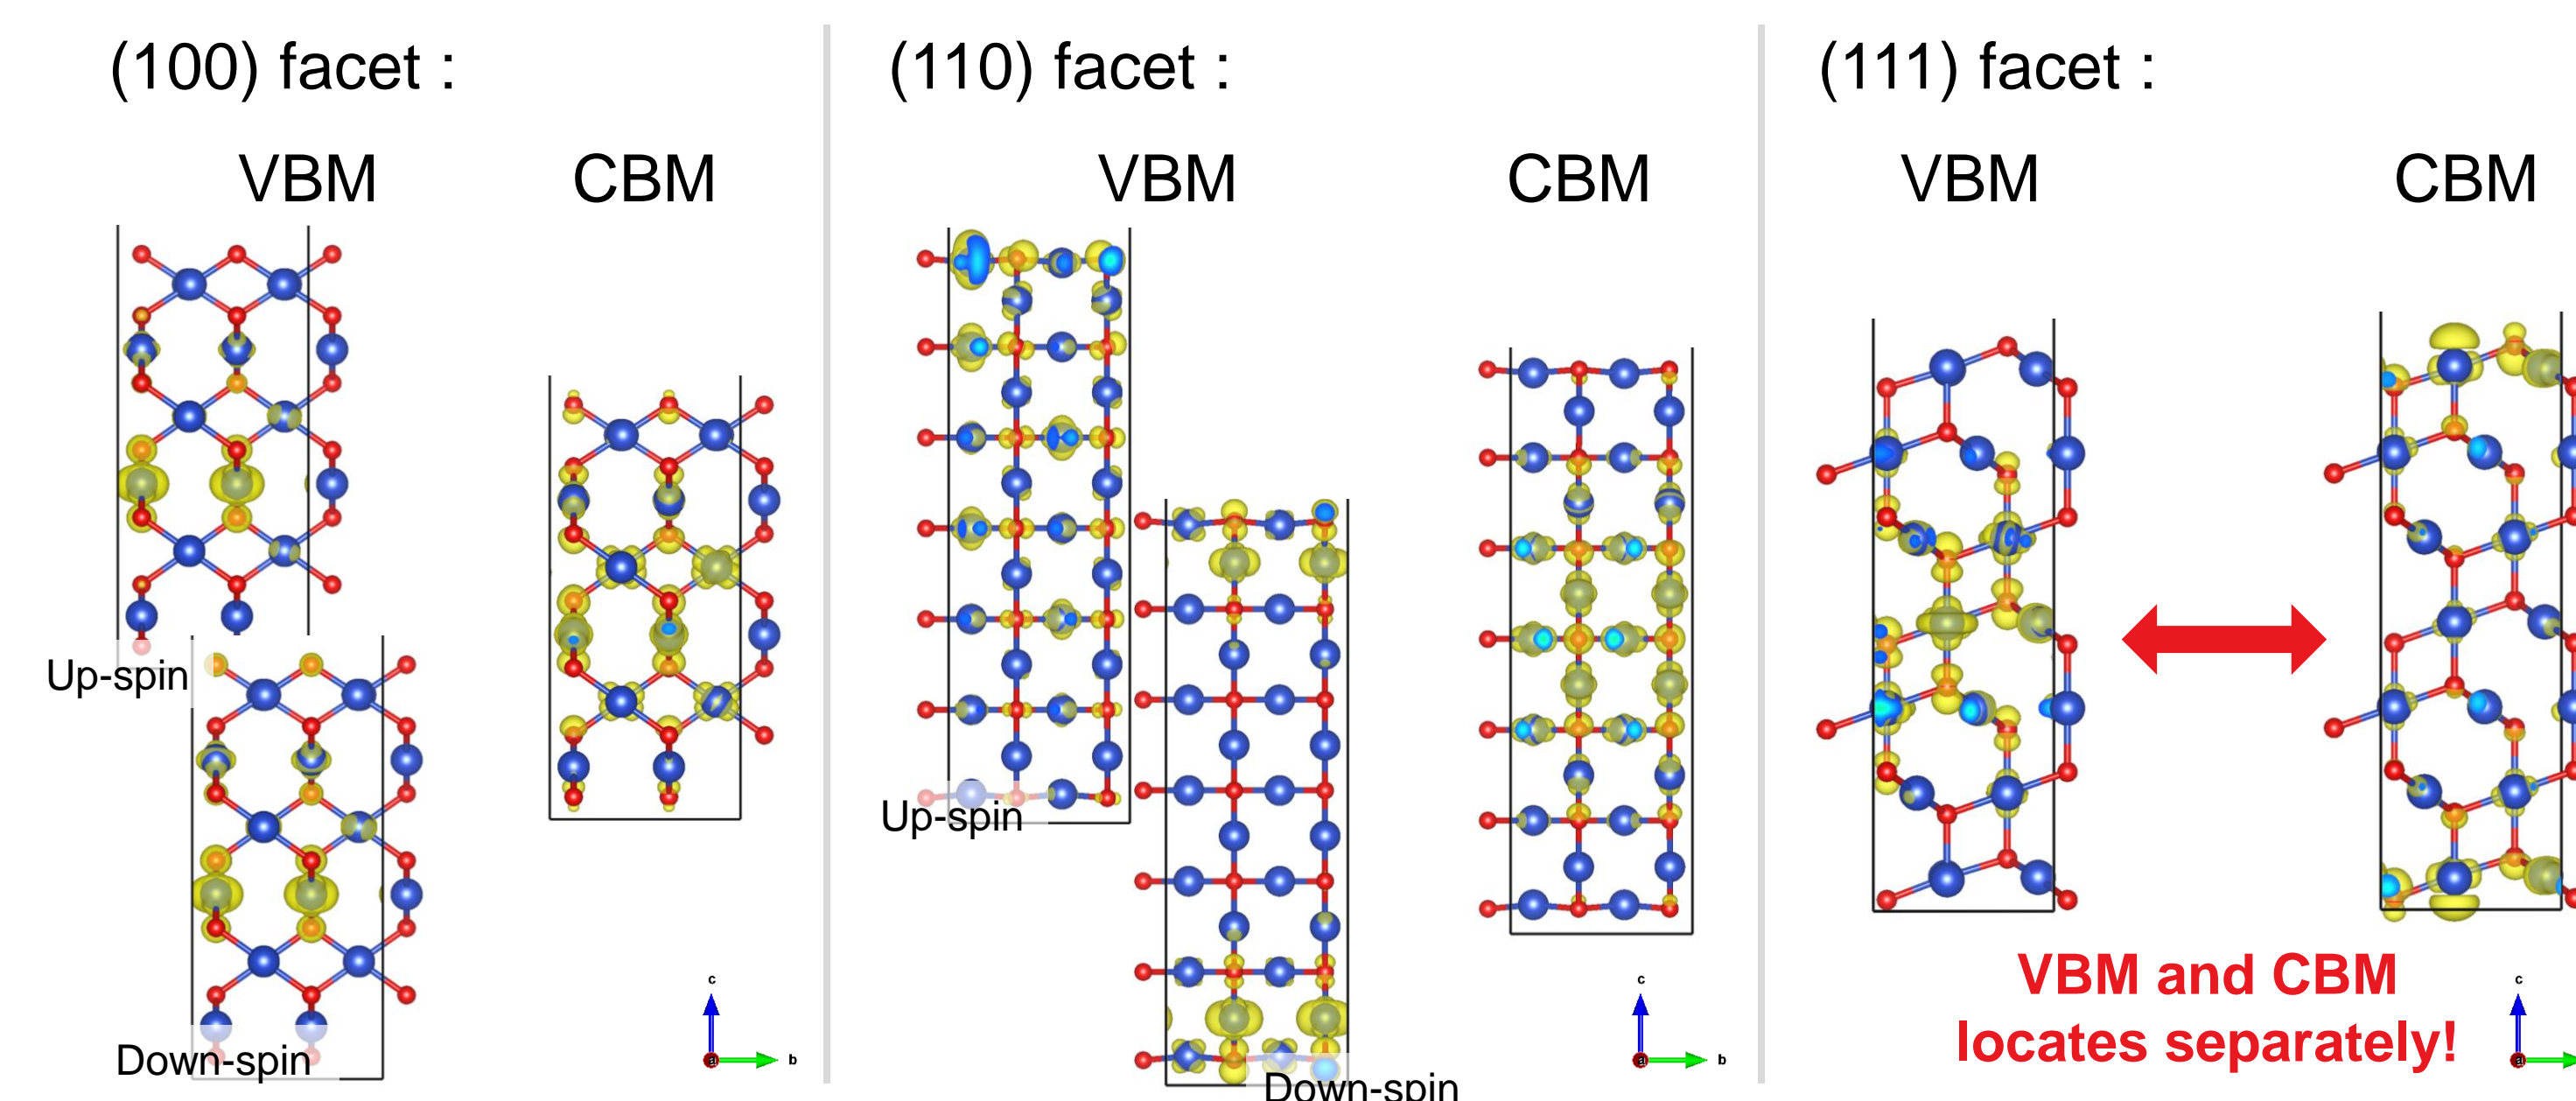 (100) facet :
VBM
CBM
Up-spin
Down-spin
c
a
b
(110) facet :
VBM
CBM
Up-spin
Down-spin
c
a
b
(111) facet :
VBM
CBM
VBM and CBM
locates separately!
c
a